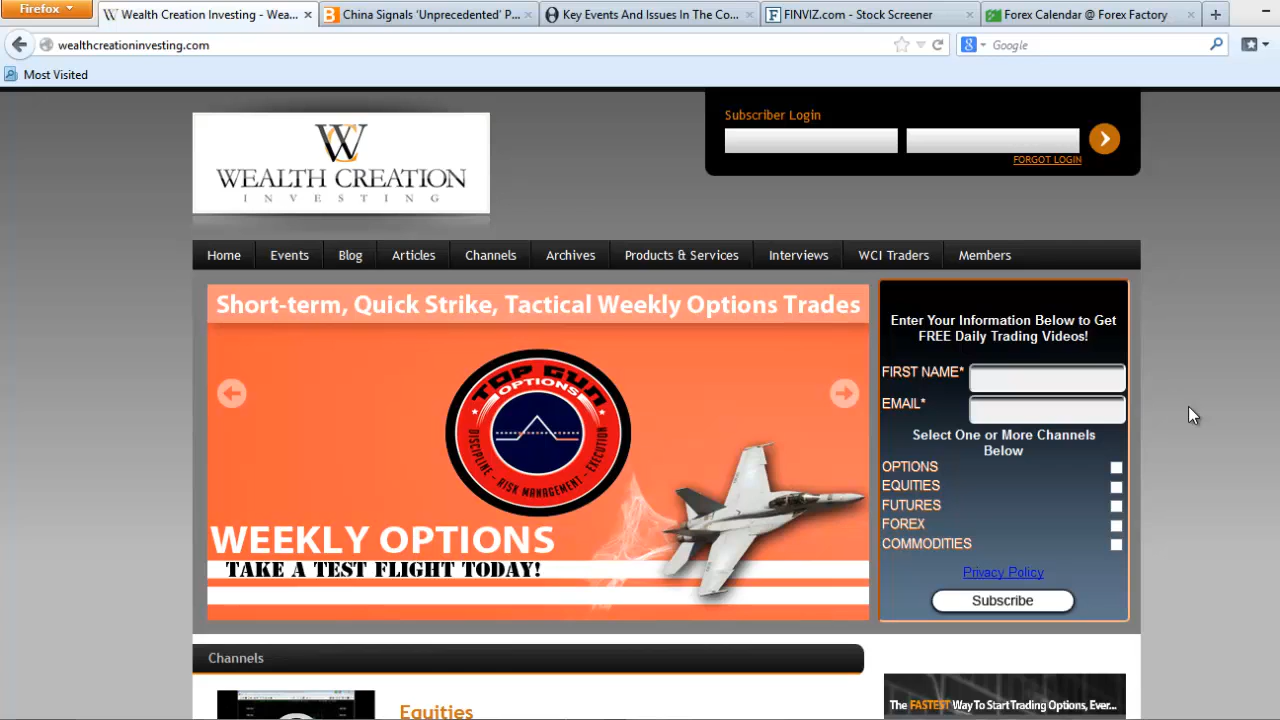 Firefox
Wealth Creation Investing - Wea...
China Signals ‘Unprecedented’ P...
Key Events And Issues In The Co...
FINVIZ.com - Stock Screener
Forex Calendar @ Forex Factory
wealthcreationinvesting.com
Google
Most Visited
WC
WEALTH CREATION
INVESTING
Subscriber Login
FORGOT LOGIN
Home
Events
Blog
Articles
Channels
Archives
Products & Services
Interviews
WCI Traders
Members
Short-term, Quick Strike, Tactical Weekly Options Trades
TOP GUN
OPTIONS
DISCIPLINE - RISK MANAGEMENT - EXECUTION
WEEKLY OPTIONS
TAKE A TEST FLIGHT TODAY!
Enter Your Information Below to Get
FREE Daily Trading Videos!
FIRST NAME*
EMAIL*
Select One or More Channels
Below
OPTIONS
EQUITIES
FUTURES
FOREX
COMMODITIES
Privacy Policy
Subscribe
Channels
Equities
The FASTEST Way To Start Trading Options, Ever...